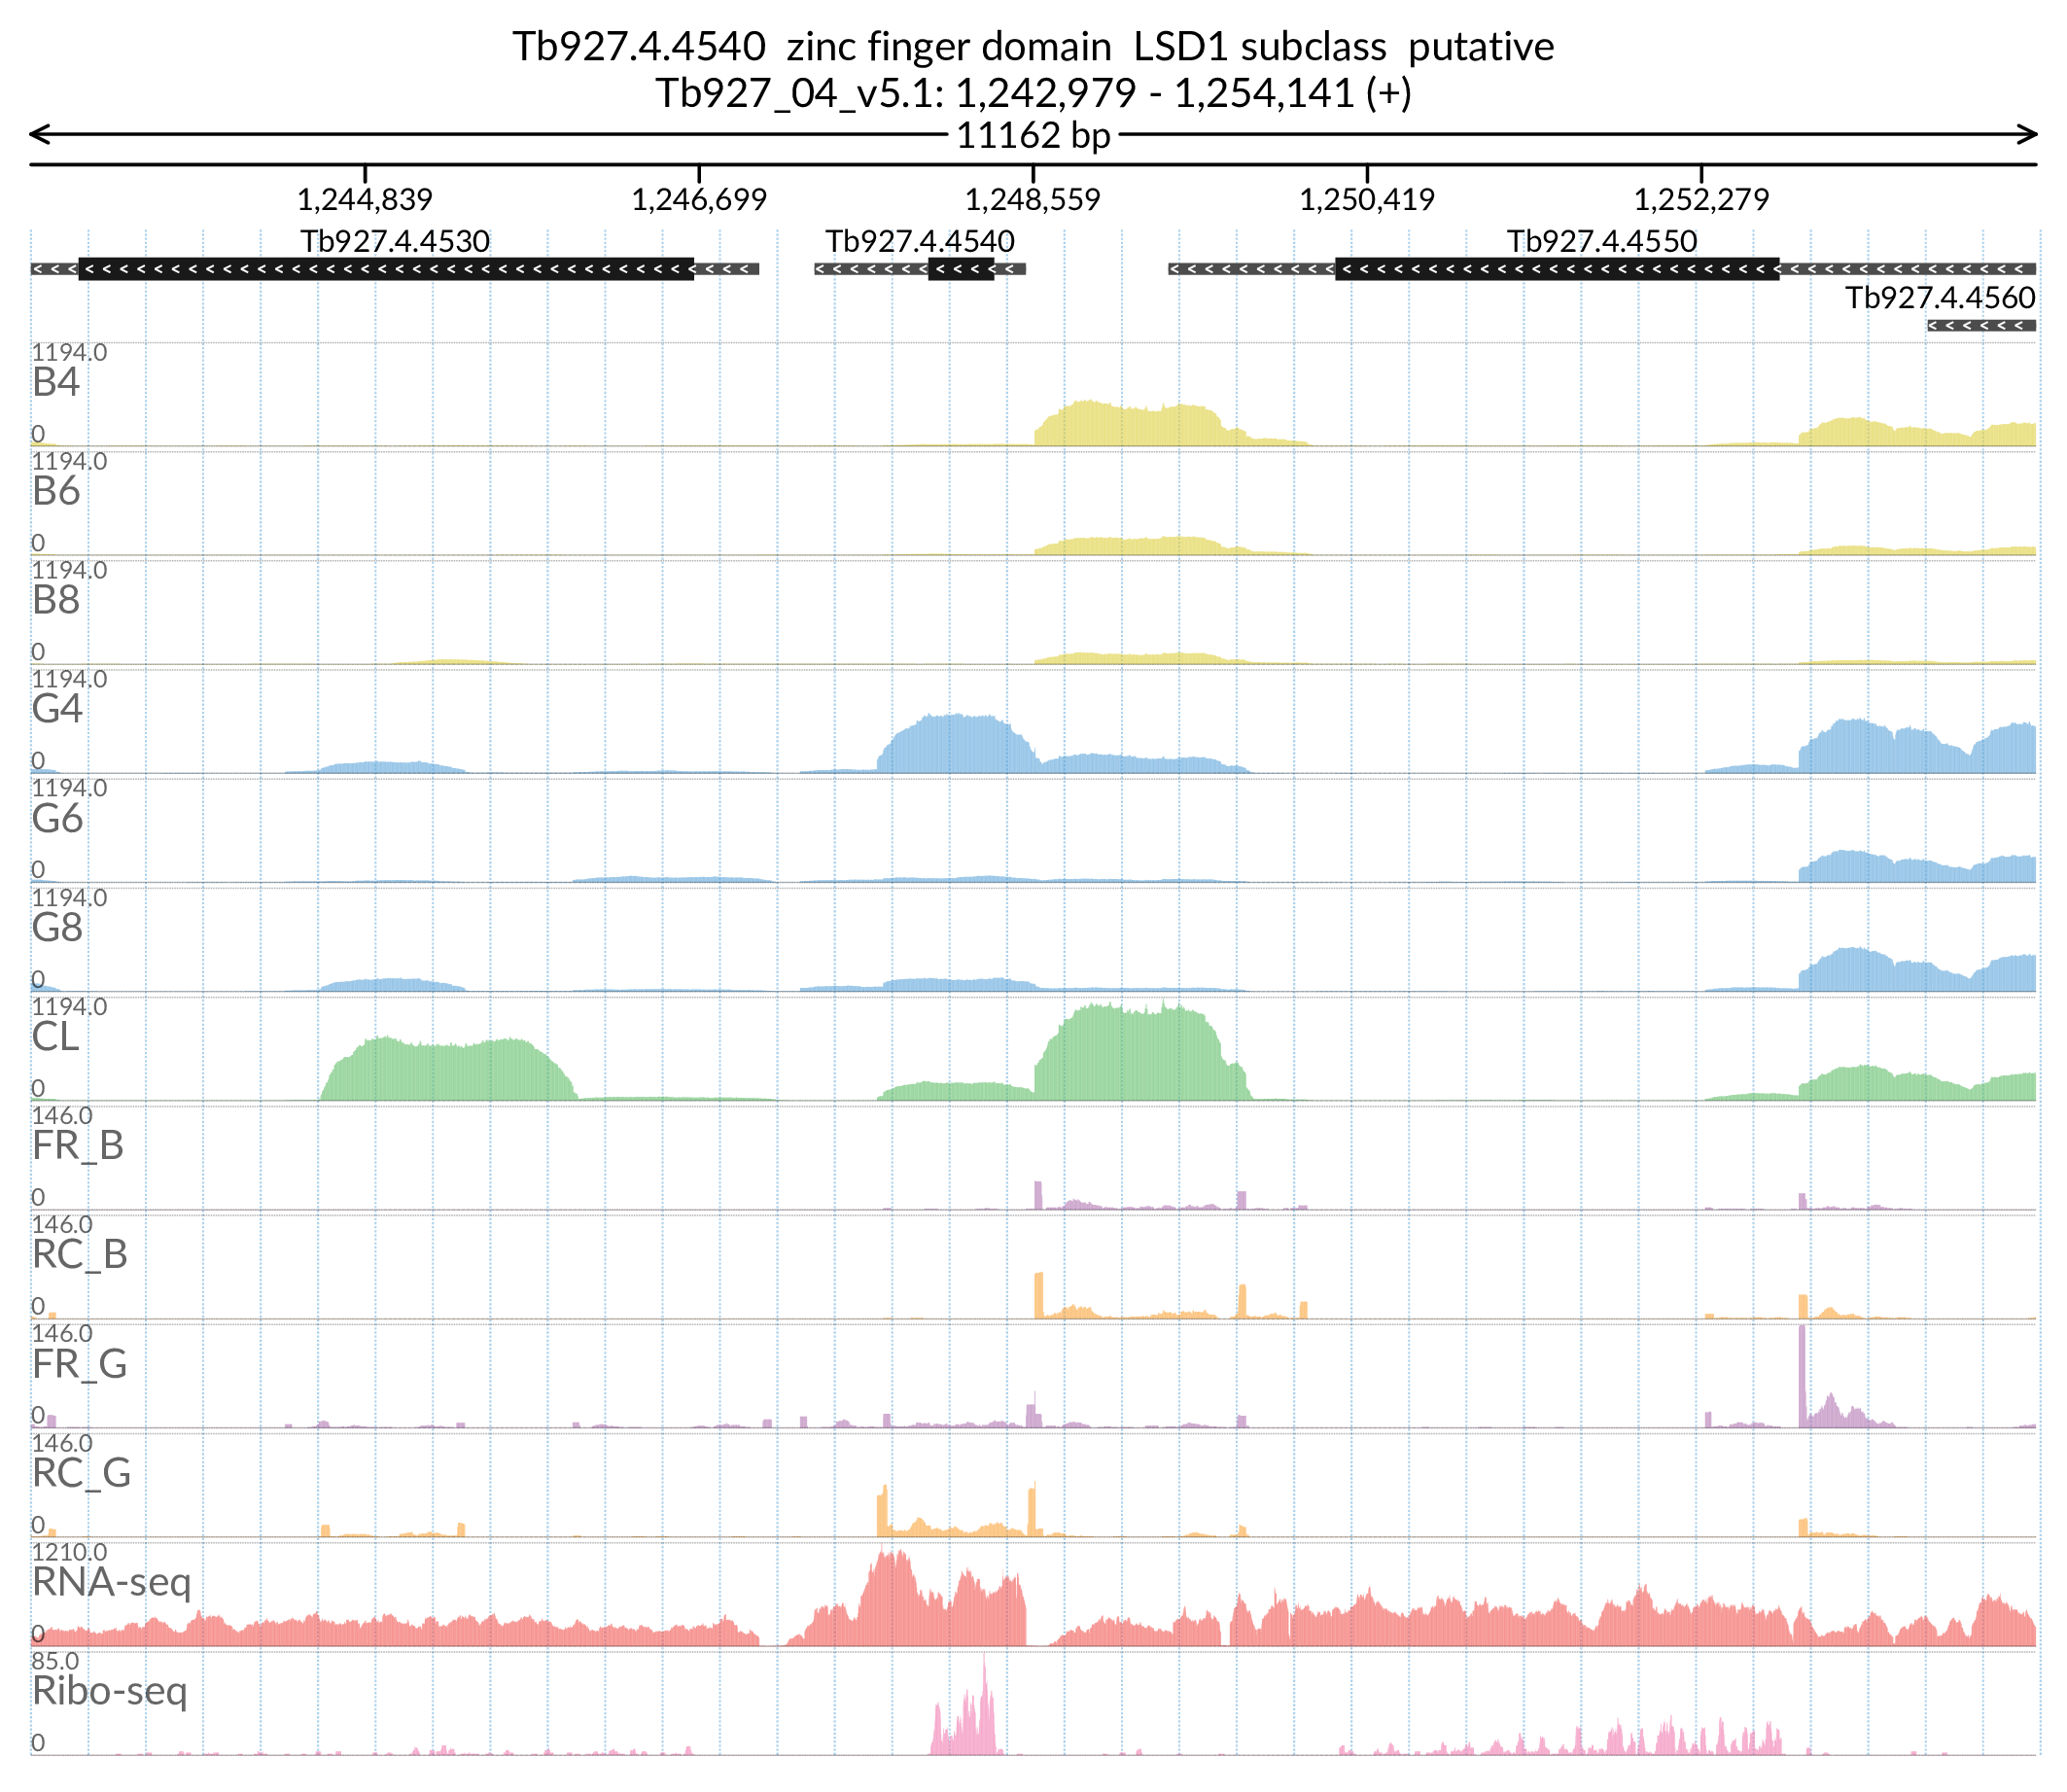 Tb927.4.4540  zinc finger domain  LSD1 subclass  putative
Tb927_04_v5.1: 1,242,979 - 1,254,141 (+)
11162 bp
1,244,839 1,246,699 1,248,559 1,250,419 1,252,279
Tb927.4.4530 Tb927.4.4540 Tb927.4.4550
Tb927.4.4560
1194.0
B4
0
1194.0
B6
0
1194.0
B8
0
1194.0
G4
0
1194.0
G6
0
1194.0
G8
0
1194.0
CL
0
146.0
FR_B
0
146.0
RC_B
0
146.0
FR_G
0
146.0
RC_G
0
1210.0
RNA-seq
0
85.0
Ribo-seq
0